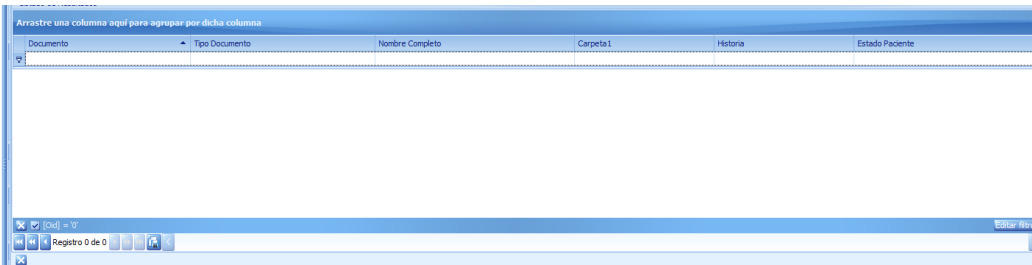 Arrastre una columna aquí para agrupar por dicha columna
Documento Tipo Documento Nombre Completo Carpeta1 Historia Estado Paciente
[Oid] = '0' Editar filtro
Registro 0 de 0